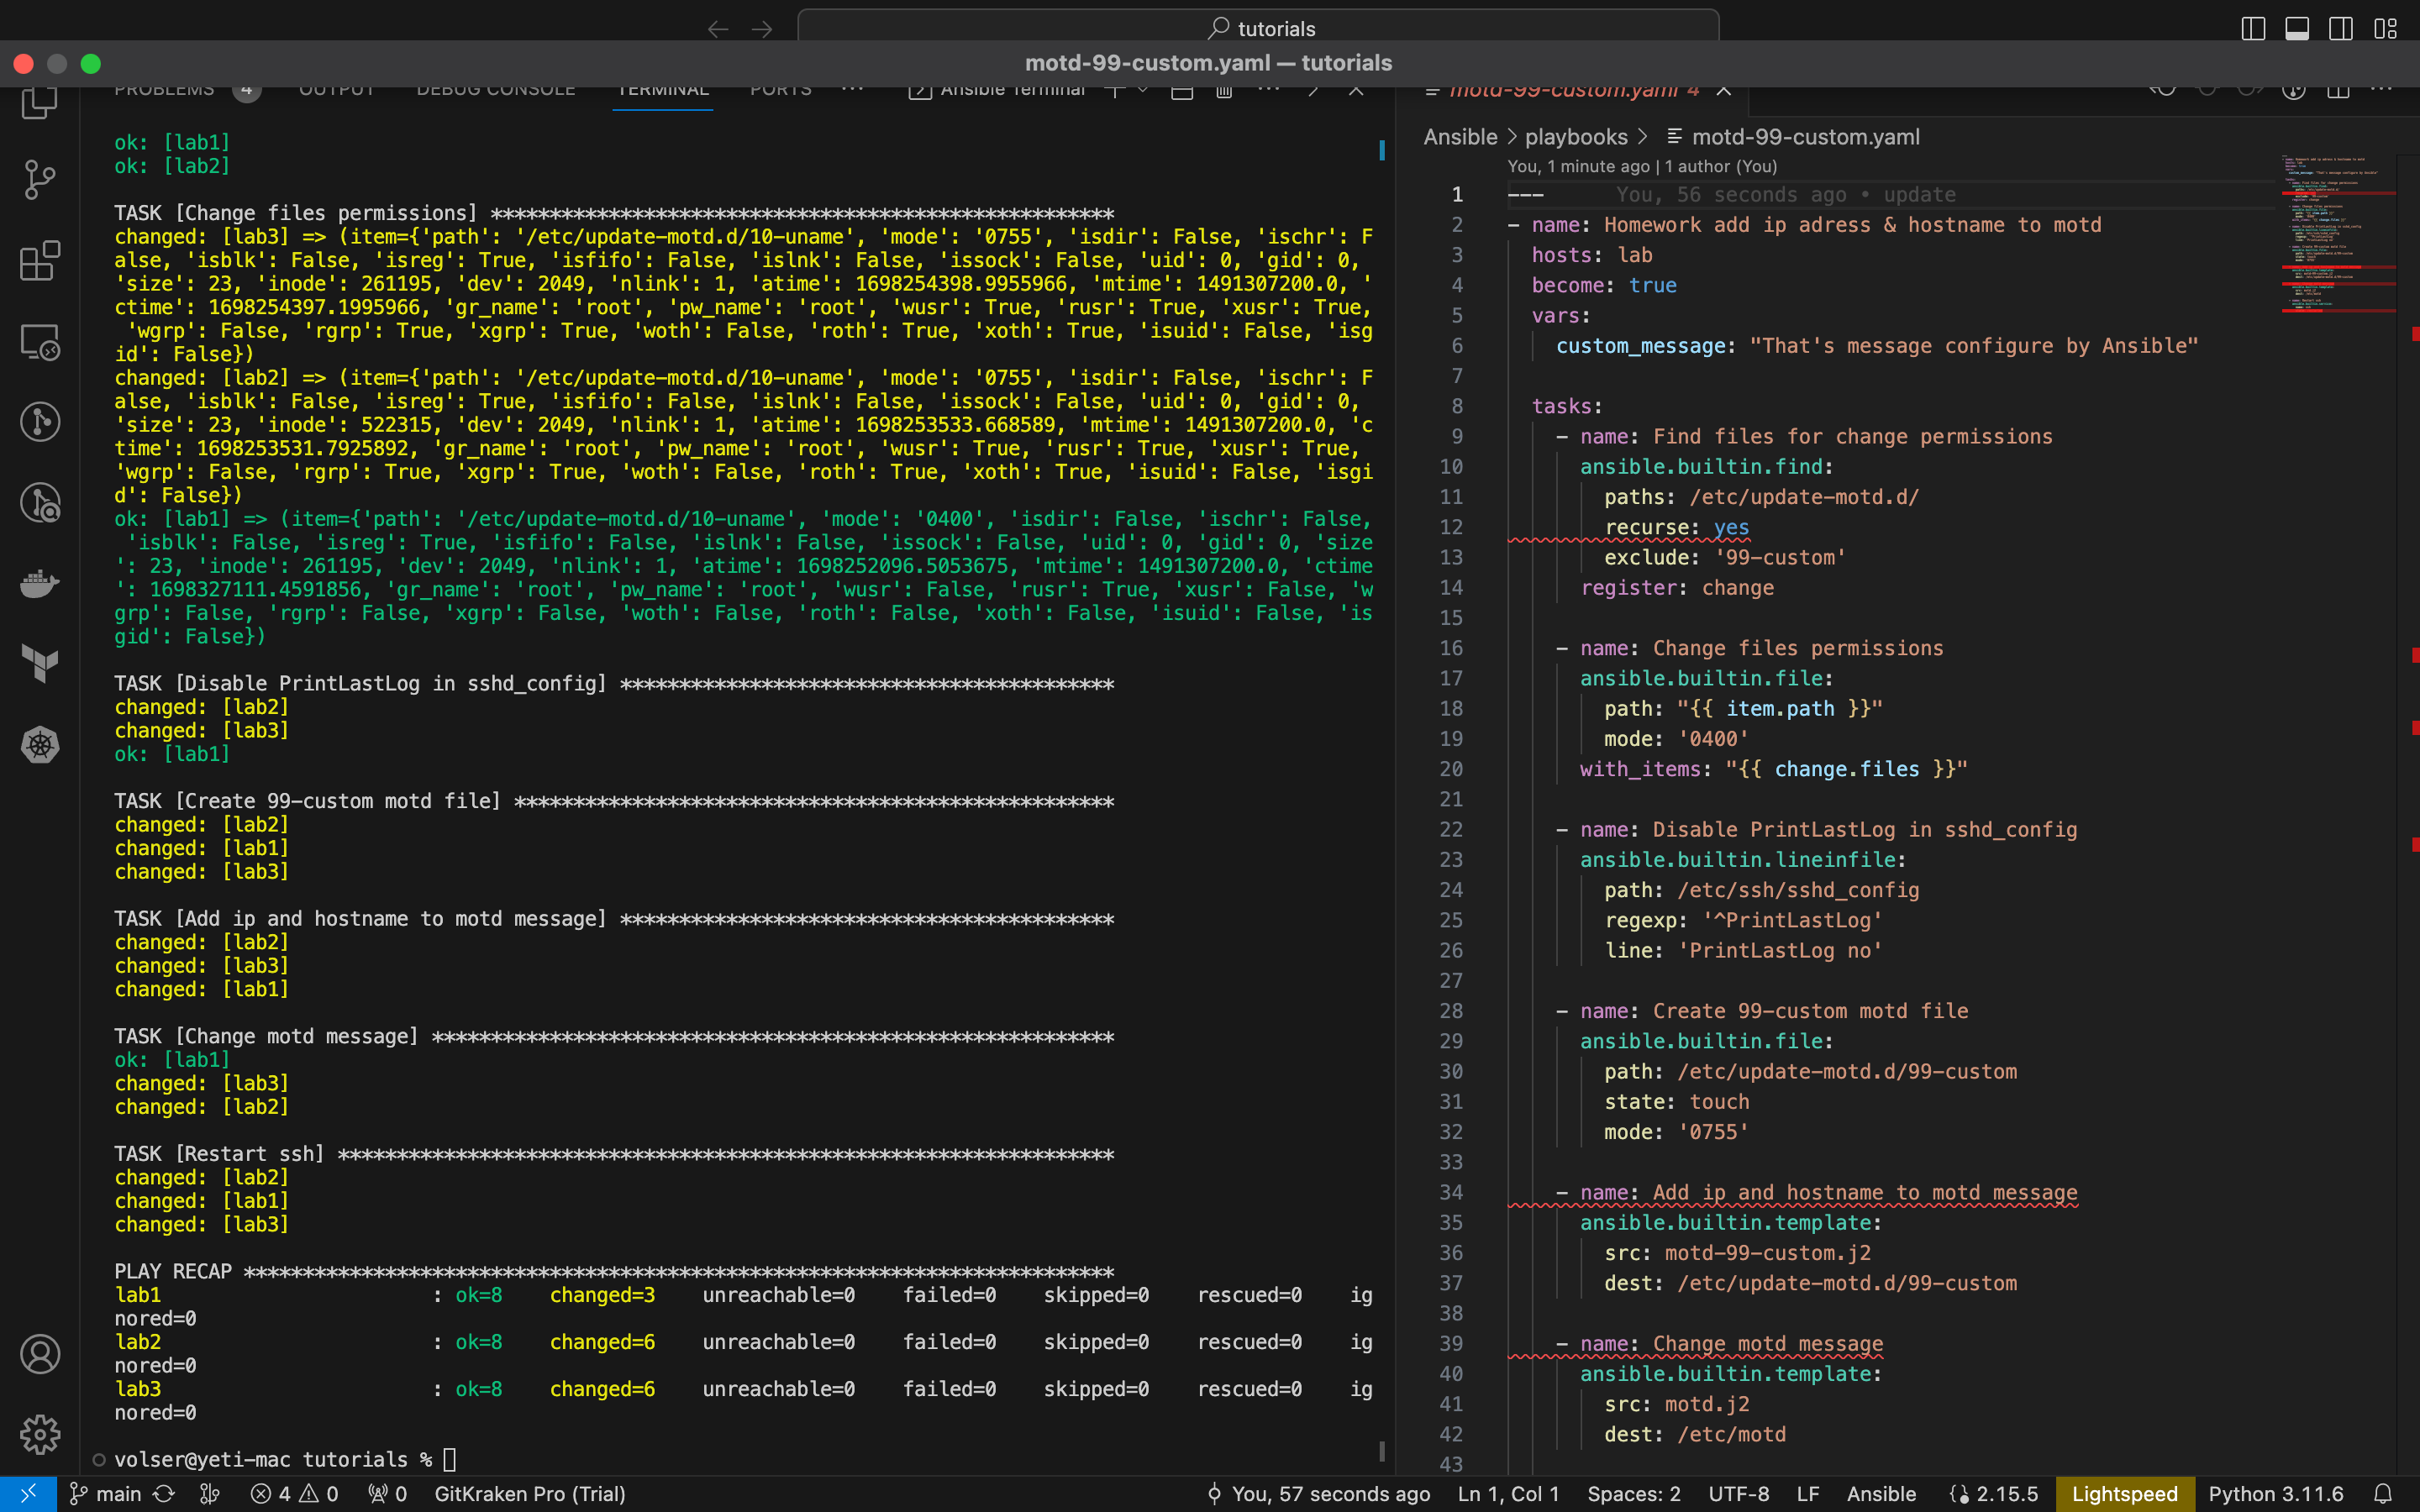 tutorials
motd-99-custom.yaml — tutorials
PROBLEMS 4 OUTPUT DEBUG CONSOLE TERMINAL PORTS ... Ansible Terminal
ok: [lab1]
ok: [lab2]
TASK [Change files permissions] *****************************************************
changed: [lab3] => (item={'path': '/etc/update-motd.d/10-uname', 'mode': '0755', 'isdir': False, 'ischr': F
alse, 'isblk': False, 'isreg': True, 'isfifo': False, 'islnk': False, 'issock': False, 'uid': 0, 'gid': 0,
'size': 23, 'inode': 261195, 'dev': 2049, 'nlink': 1, 'atime': 1698254398.9955966, 'mtime': 1491307200.0, '
ctime': 1698254397.1995966, 'gr_name': 'root', 'pw_name': 'root', 'wusr': True, 'rusr': True, 'xusr': True,
'wgrp': False, 'rgrp': True, 'xgrp': True, 'woth': False, 'roth': True, 'xoth': True, 'isuid': False, 'isg
id': False})
changed: [lab2] => (item={'path': '/etc/update-motd.d/10-uname', 'mode': '0755', 'isdir': False, 'ischr': F
alse, 'isblk': False, 'isreg': True, 'isfifo': False, 'islnk': False, 'issock': False, 'uid': 0, 'gid': 0,
'size': 23, 'inode': 522315, 'dev': 2049, 'nlink': 1, 'atime': 1698253533.668589, 'mtime': 1491307200.0, 'c
time': 1698253531.7925892, 'gr_name': 'root', 'pw_name': 'root', 'wusr': True, 'rusr': True, 'xusr': True,
'wgrp': False, 'rgrp': True, 'xgrp': True, 'woth': False, 'roth': True, 'xoth': True, 'isuid': False, 'isgi
d': False})
ok: [lab1] => (item={'path': '/etc/update-motd.d/10-uname', 'mode': '0400', 'isdir': False, 'ischr': False,
'isblk': False, 'isreg': True, 'isfifo': False, 'islnk': False, 'issock': False, 'uid': 0, 'gid': 0, 'size
': 23, 'inode': 261195, 'dev': 2049, 'nlink': 1, 'atime': 1698252096.5053675, 'mtime': 1491307200.0, 'ctime
': 1698327111.4591856, 'gr_name': 'root', 'pw_name': 'root', 'wusr': False, 'rusr': True, 'xusr': False, 'w
grp': False, 'rgrp': False, 'xgrp': False, 'woth': False, 'roth': False, 'xoth': False, 'isuid': False, 'is
gid': False})
TASK [Disable PrintLastLog in sshd_config] ******************************************
changed: [lab2]
changed: [lab3]
ok: [lab1]
TASK [Create 99-custom motd file] ***************************************************
changed: [lab2]
changed: [lab1]
changed: [lab3]
TASK [Add ip and hostname to motd message] ******************************************
changed: [lab2]
changed: [lab3]
changed: [lab1]
TASK [Change motd message] **********************************************************
ok: [lab1]
changed: [lab3]
changed: [lab2]
TASK [Restart ssh] ******************************************************************
changed: [lab2]
changed: [lab1]
changed: [lab3]
PLAY RECAP **************************************************************************
lab1 : ok=8 changed=3 unreachable=0 failed=0 skipped=0 rescued=0 ig
nored=0
lab2 : ok=8 changed=6 unreachable=0 failed=0 skipped=0 rescued=0 ig
nored=0
lab3 : ok=8 changed=6 unreachable=0 failed=0 skipped=0 rescued=0 ig
nored=0
volser@yeti-mac tutorials %
motd-99-custom.yaml 4
Ansible > playbooks > motd-99-custom.yaml
You, 1 minute ago | 1 author (You)
1 --- You, 56 seconds ago • update
2 - name: Homework add ip adress & hostname to motd
3 hosts: lab
4 become: true
5 vars:
6 custom_message: "That's message configure by Ansible"
7
8 tasks:
9 - name: Find files for change permissions
10 ansible.builtin.find:
11 paths: /etc/update-motd.d/
12 recurse: yes
13 exclude: '99-custom'
14 register: change
15
16 - name: Change files permissions
17 ansible.builtin.file:
18 path: "{{ item.path }}"
19 mode: '0400'
20 with_items: "{{ change.files }}"
21
22 - name: Disable PrintLastLog in sshd_config
23 ansible.builtin.lineinfile:
24 path: /etc/ssh/sshd_config
25 regexp: '^PrintLastLog'
26 line: 'PrintLastLog no'
27
28 - name: Create 99-custom motd file
29 ansible.builtin.file:
30 path: /etc/update-motd.d/99-custom
31 state: touch
32 mode: '0755'
33
34 - name: Add ip and hostname to motd message
35 ansible.builtin.template:
36 src: motd-99-custom.j2
37 dest: /etc/update-motd.d/99-custom
38
39 - name: Change motd message
40 ansible.builtin.template:
41 src: motd.j2
42 dest: /etc/motd
43
main 4 0 0 GitKraken Pro (Trial) You, 57 seconds ago Ln 1, Col 1 Spaces: 2 UTF-8 LF Ansible 2.15.5 Lightspeed Python 3.11.6